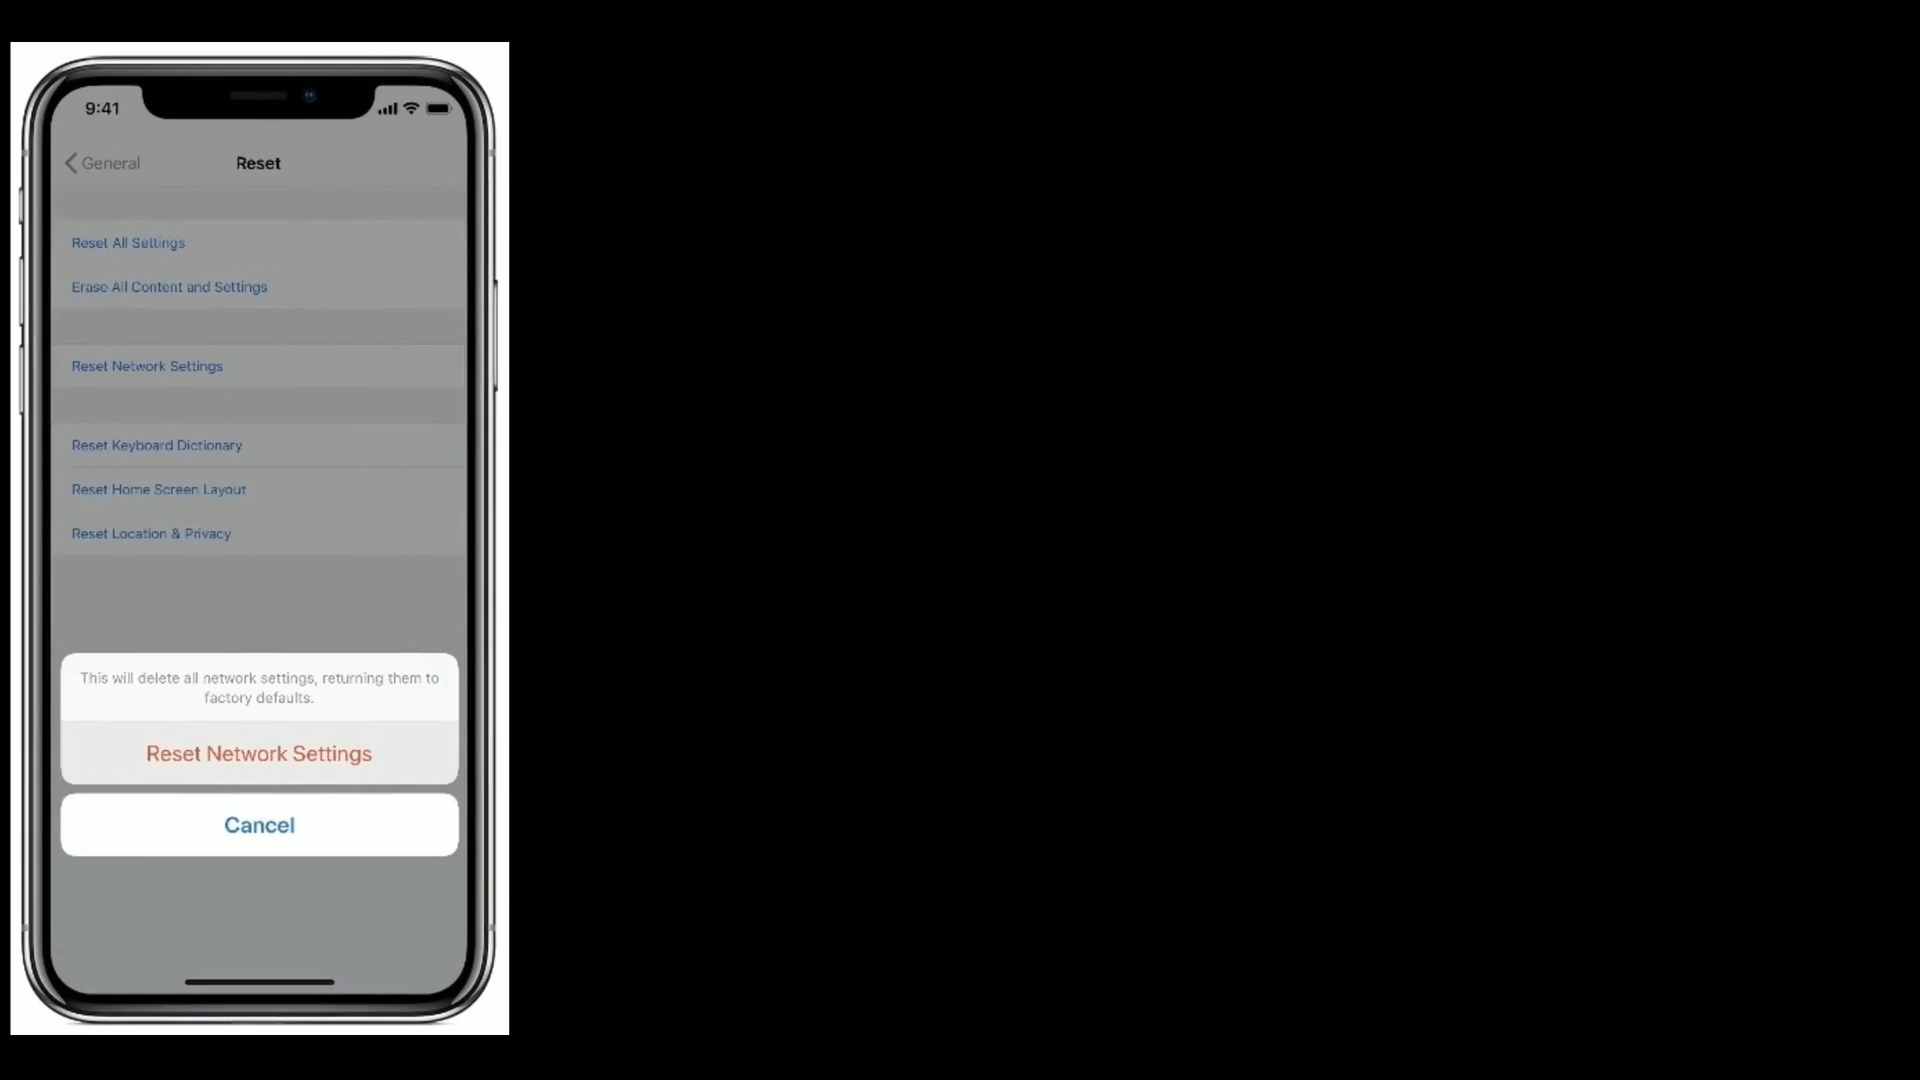 9:41
General
Reset
Reset All Settings
Erase All Content and Settings
Reset Network Settings
Reset Keyboard Dictionary
Reset Home Screen Layout
Reset Location & Privacy
This will delete all network settings, returning them to
factory defaults.
Reset Network Settings
Cancel